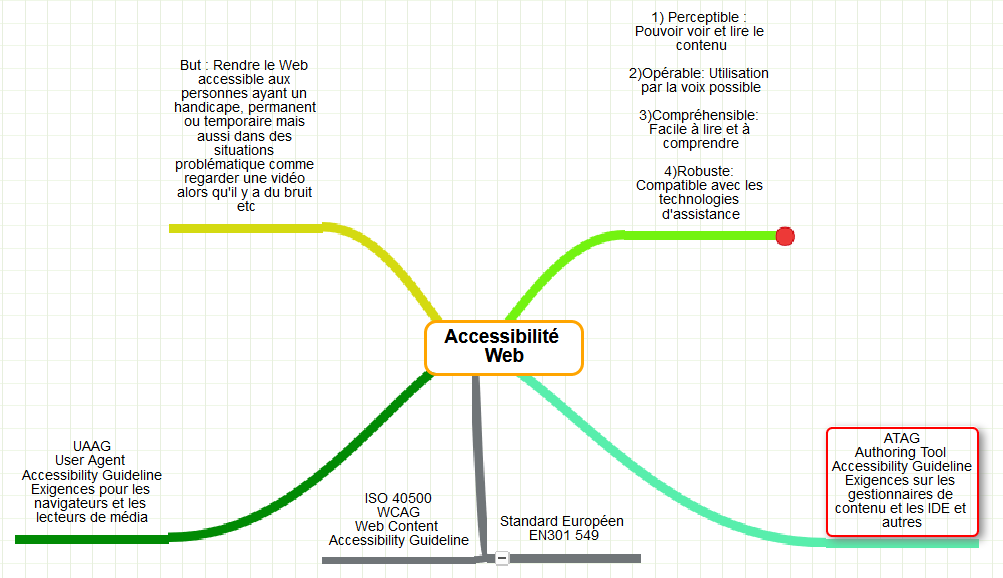 1) Perceptible :
Pouvoir voir et lire le
contenu
2)Opérable: Utilisation
par la voix possible
3)Compréhensible:
Facile à lire et à
comprendre
4)Robuste:
Compatible avec les
technologies
d'assistance
But : Rendre le Web
accessible aux
personnes ayant un
handicape, permanent
ou temporaire mais
aussi dans des
situations
problématique comme
regarder une vidéo
alors qu'il y a du bruit
etc
Accessibilité
Web
UAAG
User Agent
Accessibility Guideline
Exigences pour les
navigateurs et les
lecteurs de média
ISO 40500
WCAG
Web Content
Accessibility Guideline
Standard Européen
EN301 549
ATAG
Authoring Tool
Accessibility Guideline
Exigences sur les
gestionnaires de
contenu et les IDE et
autres